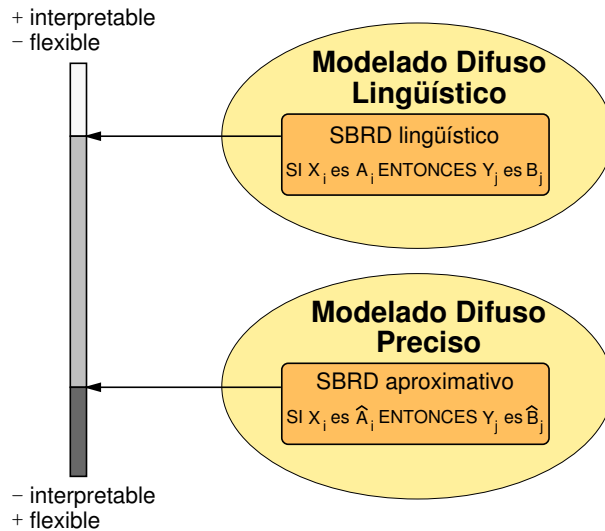 + interpretable
− flexible
Modelado Difuso
Lingüístico
SBRD lingüístico
SI X_i es A_i ENTONCES Y_j es B_j
Modelado Difuso
Preciso
SBRD aproximativo
SI X_i es Â_i ENTONCES Y_j es B̂_j
− interpretable
+ flexible